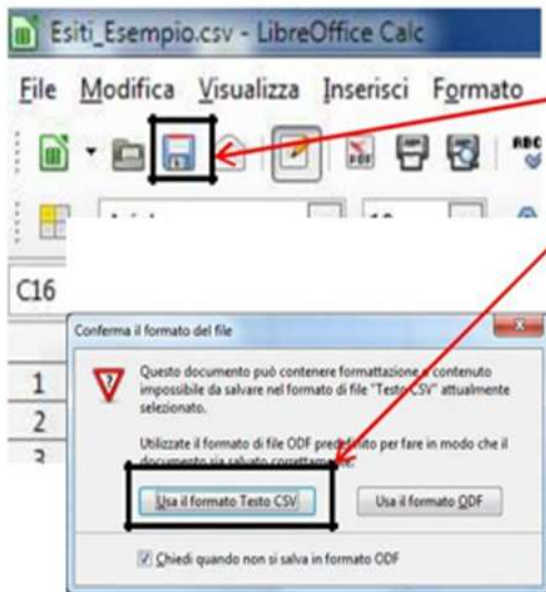 Esiti_Esempio.csv - LibreOffice Calc
File Modifica Visualizza Inserisci Formato
PDF ABC
C16
Conferma il formato del file
1
2
3
Questo documento può contenere formattazione o contenuto
impossibile da salvare nel formato di file "Testo CSV" attualmente
selezionato.
Utilizzate il formato di file ODF predefinito per fare in modo che il
documento sia salvato correttamente.
Usa il formato Testo CSV Usa il formato ODF
Chiedi quando non si salva in formato ODF